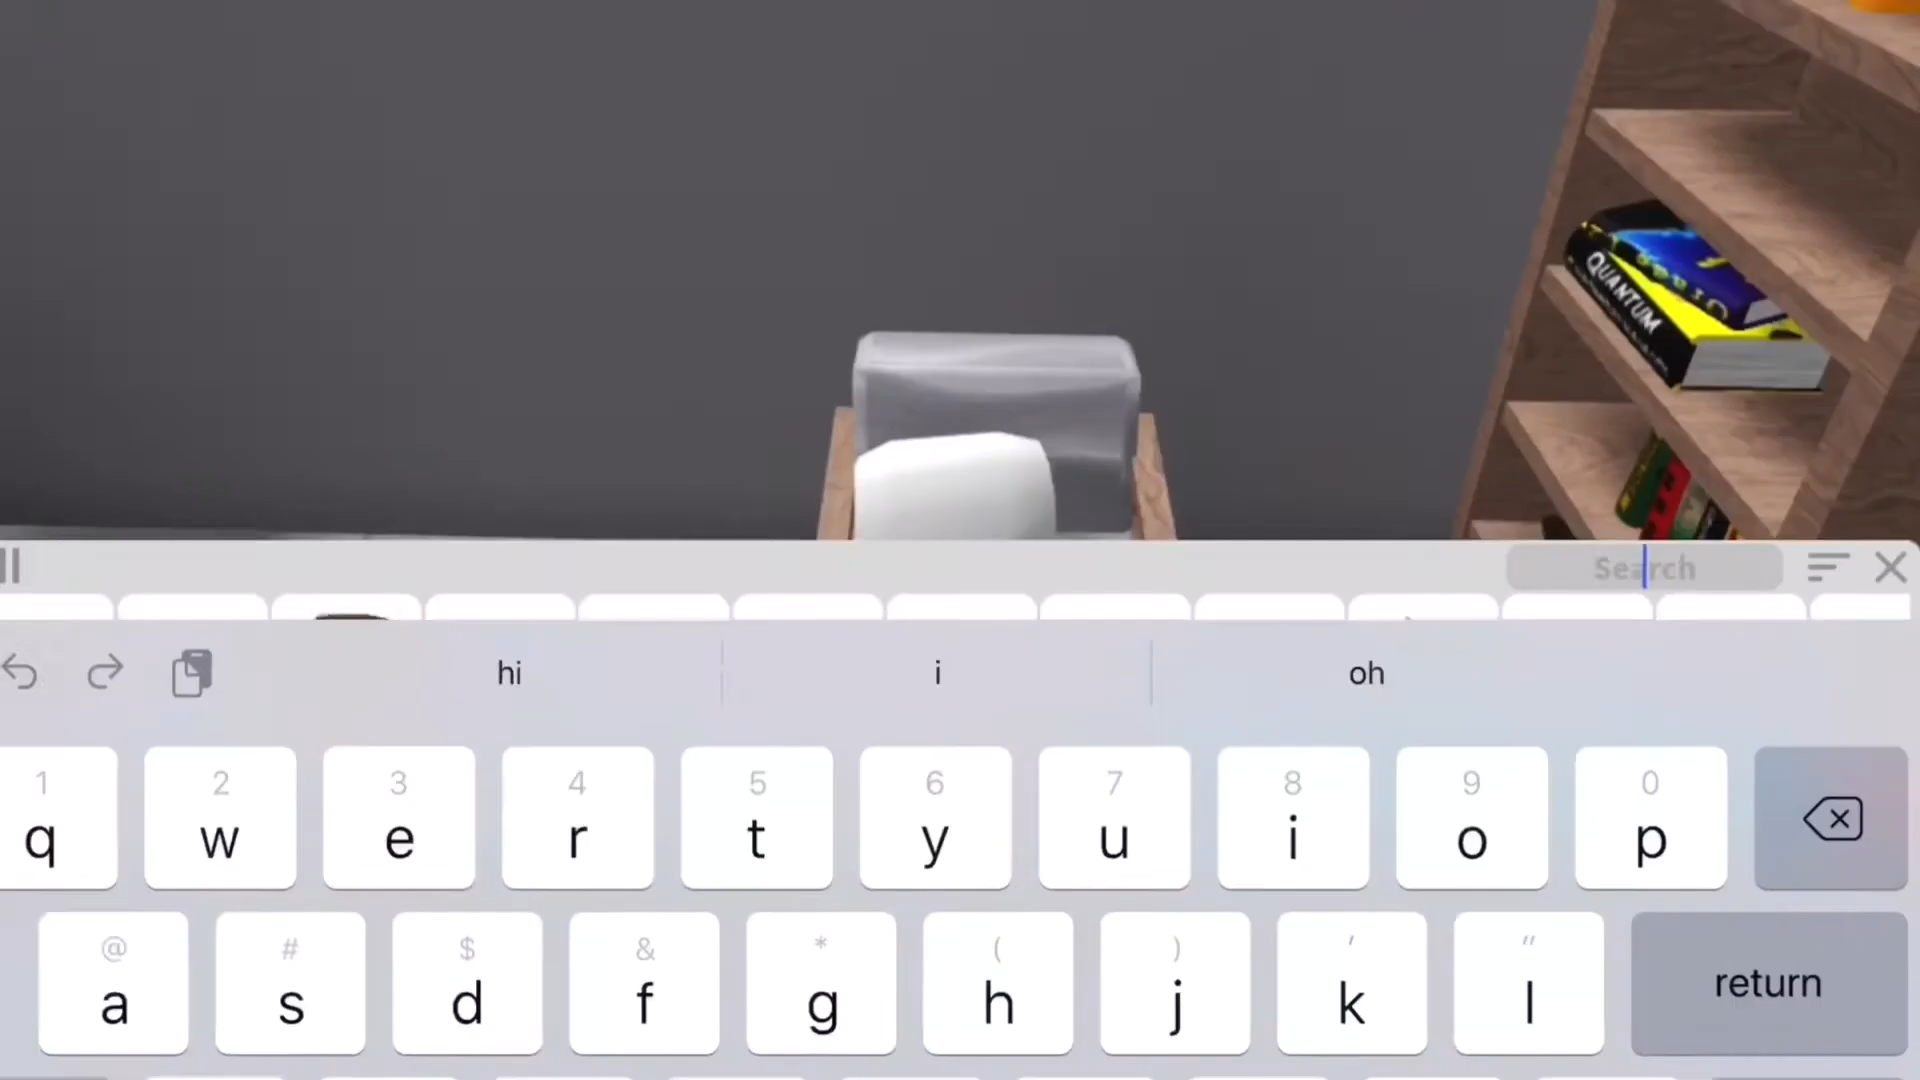 QUANTUM
Search
hi i oh
1 2 3 4 5 6 7 8 9 0
q w e r t y u i o p
@ # $ & * ( ) ' "
a s d f g h j k l return